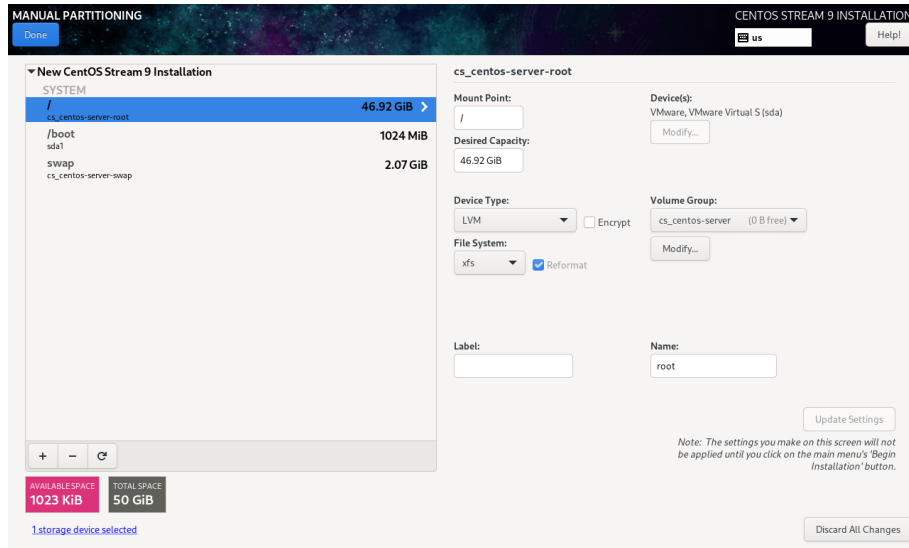 MANUAL PARTITIONING
CENTOS STREAM 9 INSTALLATION
Done
us
Help!
New CentOS Stream 9 Installation
SYSTEM
/
46.92 GiB
cs_centos-server-root
/boot
1024 MiB
sda1
swap
2.07 GiB
cs_centos-server-swap
cs_centos-server-root
Mount Point:
/
Desired Capacity:
46.92 GiB
Device(s):
VMware, VMware Virtual S (sda)
Modify...
Device Type:
LVM
Encrypt
Volume Group:
cs_centos-server (0 B free)
File System:
xfs
Reformat
Modify...
Label:
Name:
root
Update Settings
Note: The settings you make on this screen will not
be applied until you click on the main menu's 'Begin
Installation' button.
+ −
AVAILABLE SPACE
1023 KiB
TOTAL SPACE
50 GiB
1 storage device selected
Discard All Changes